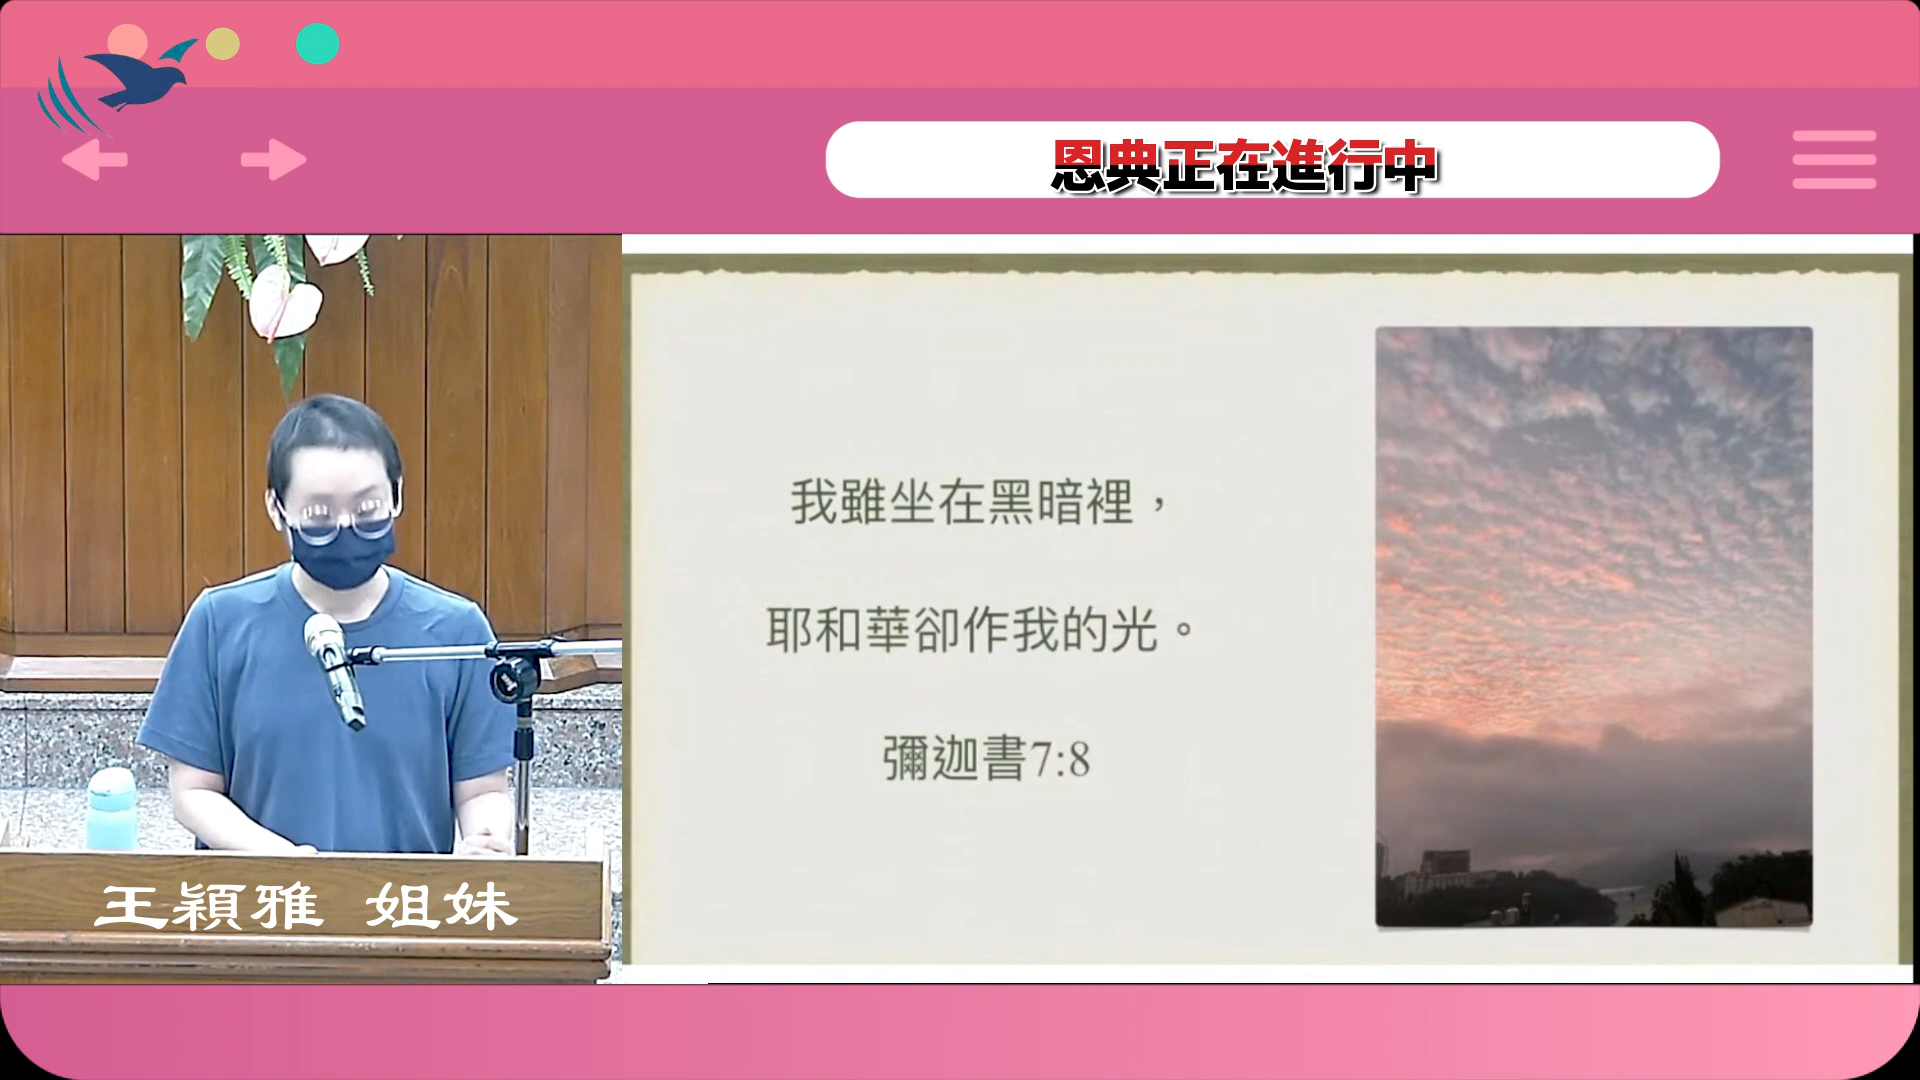 恩典正在進行中
我雖坐在黑暗裡，
耶和華卻作我的光。
彌迦書7:8
王穎雅 姐妹